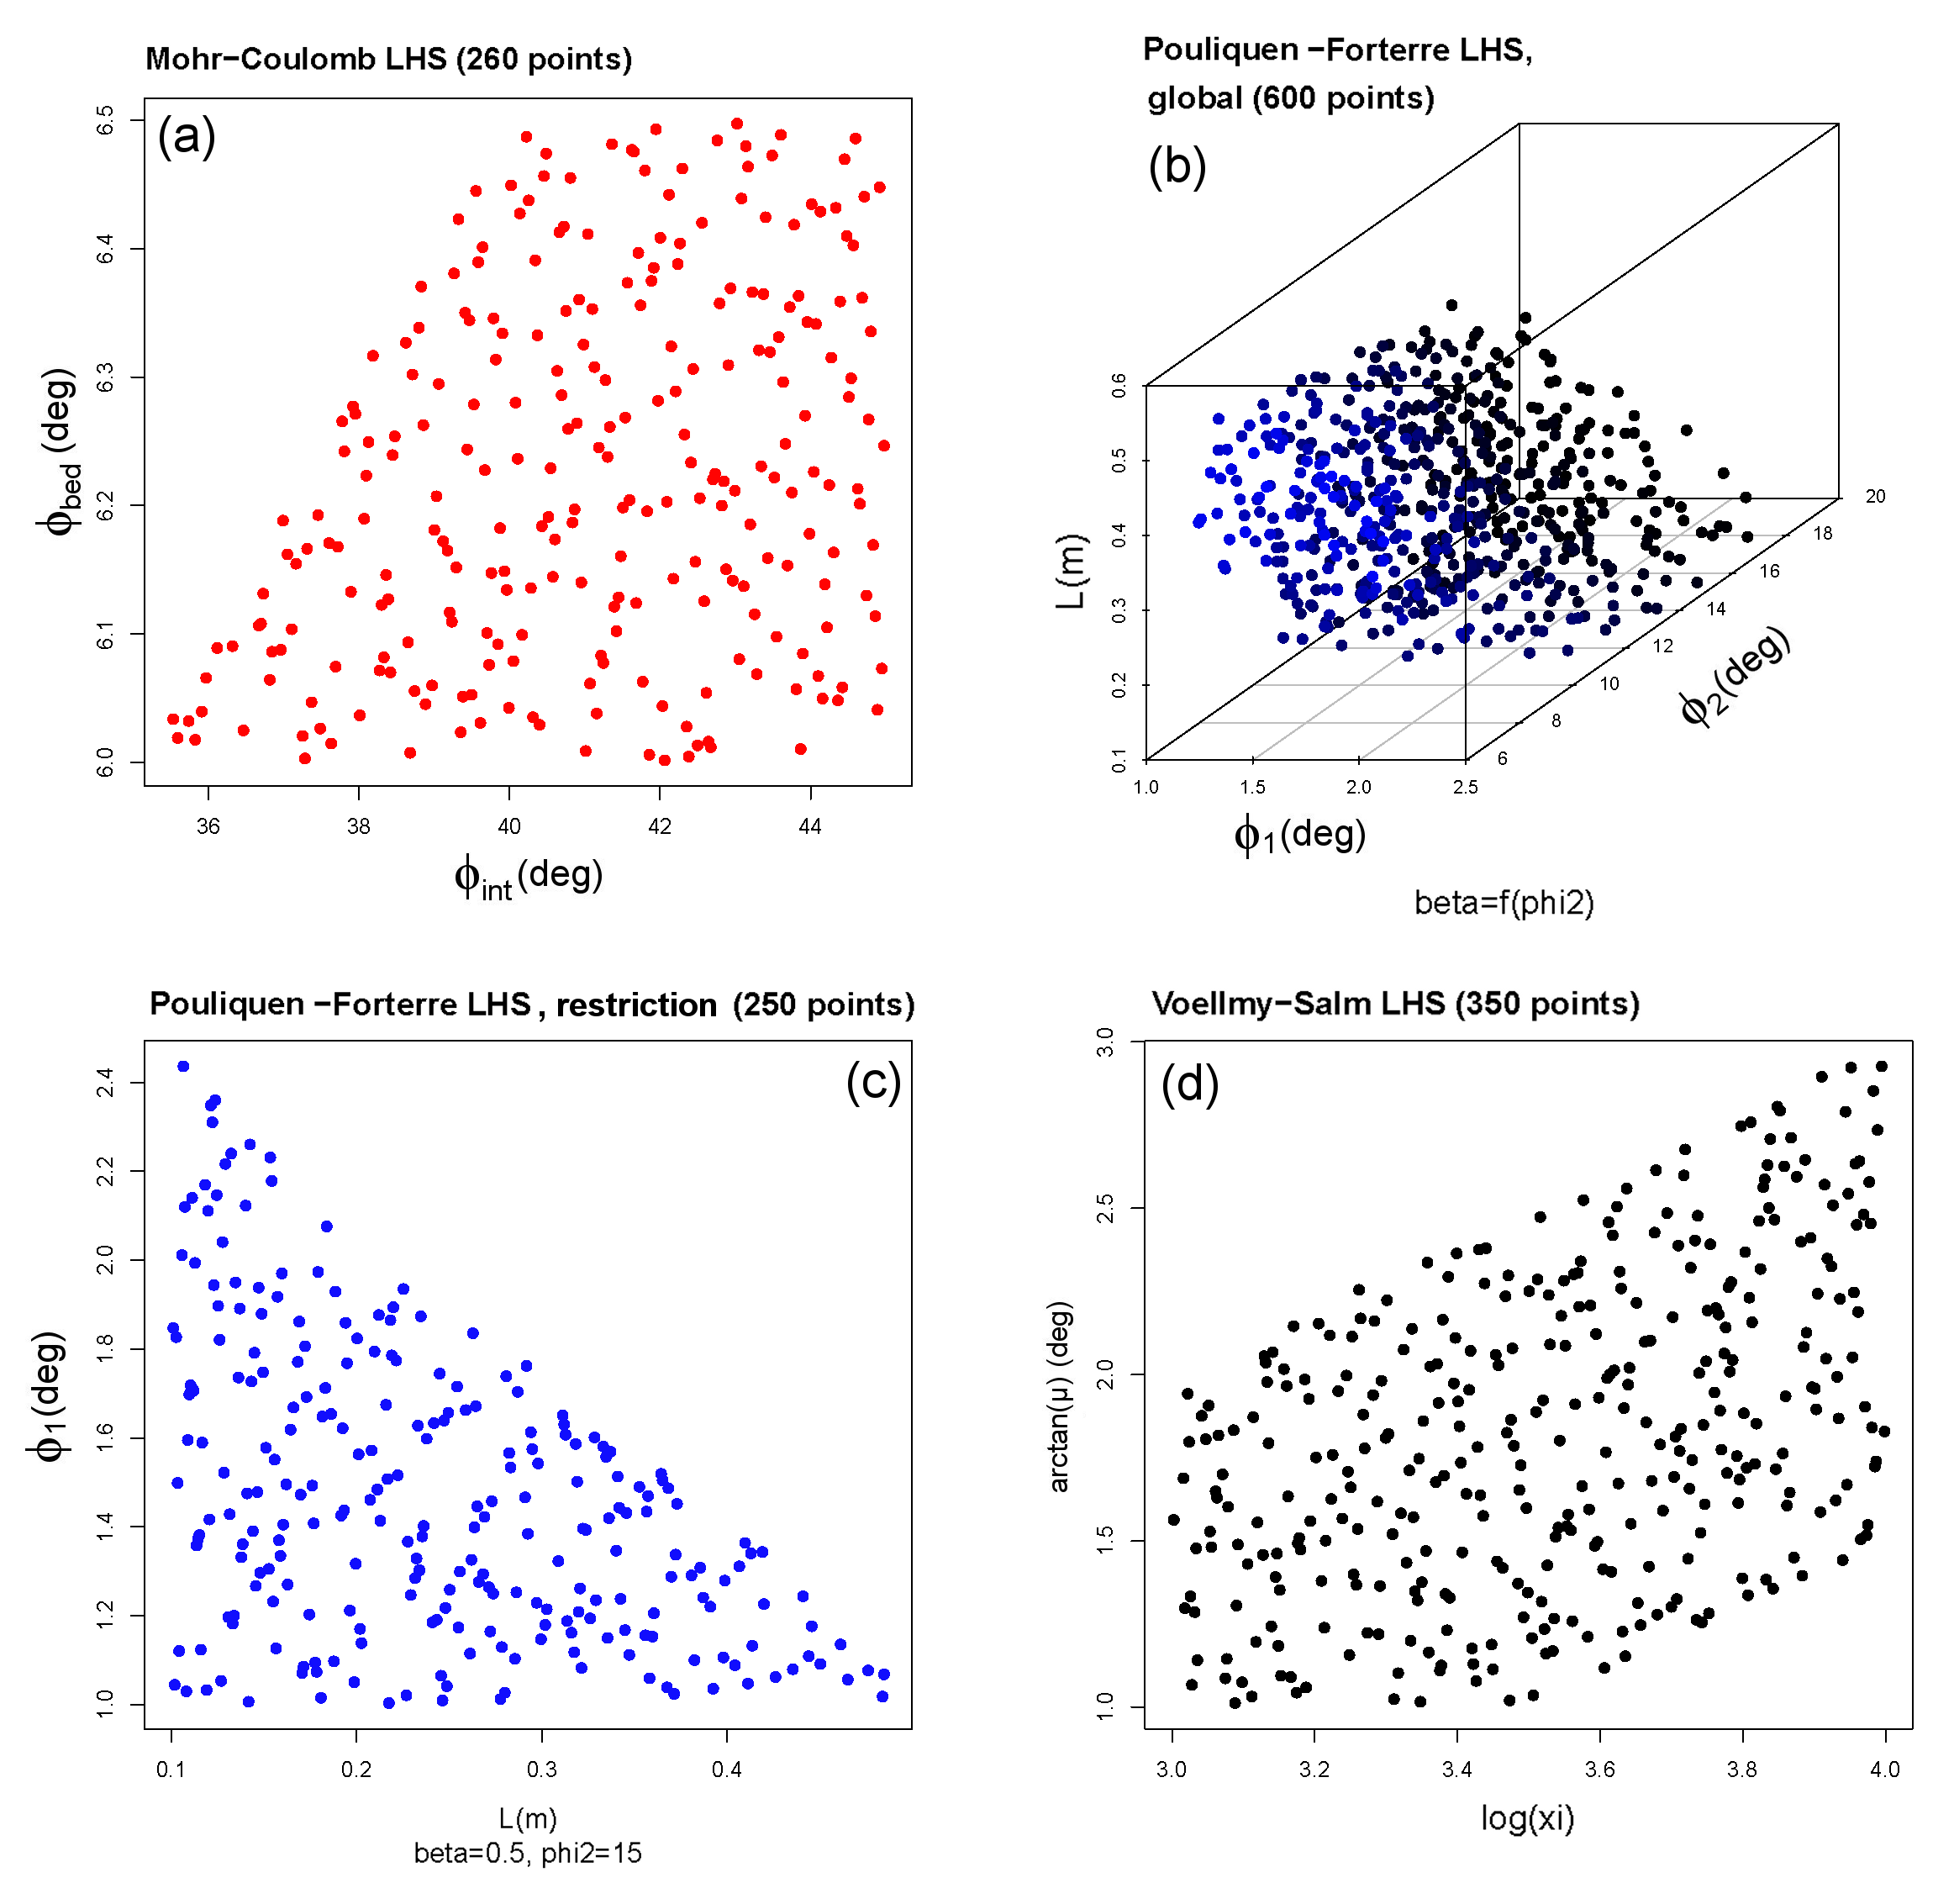 Mohr−Coulomb LHS (260 points)
(a)
6.5
6.4
6.3
6.2
6.1
6.0
ϕbed (deg)
36 38 40 42 44
ϕint (deg)
Pouliquen −Forterre LHS,
global (600 points)
(b)
0.6
0.5
0.4
0.3
0.2
0.1
L(m)
20
18
16
14
12
10
8
6
ϕ2(deg)
1.0 1.5 2.0 2.5
ϕ1(deg)
beta=f(phi2)
Pouliquen −Forterre LHS, restriction (250 points)
(c)
2.4
2.2
2.0
1.8
1.6
1.4
1.2
1.0
ϕ1(deg)
0.1 0.2 0.3 0.4
L(m)
beta=0.5, phi2=15
Voellmy−Salm LHS (350 points)
(d)
3.0
2.5
2.0
1.5
1.0
arctan(μ) (deg)
3.0 3.2 3.4 3.6 3.8 4.0
log(xi)